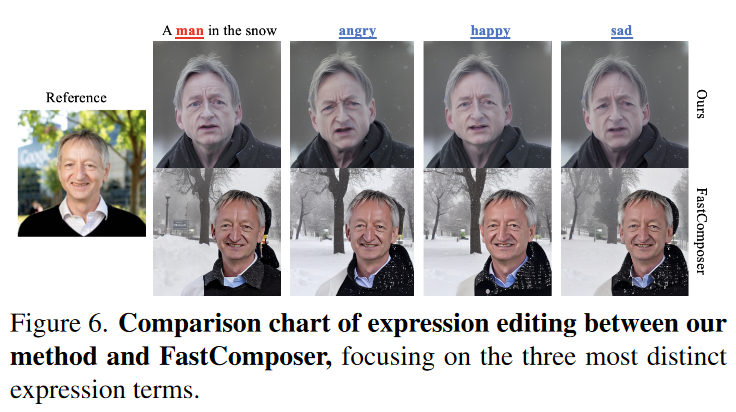 A man in the snow
angry
happy
sad
Reference
Ours
FastComposer
Figure 6. Comparison chart of expression editing between our
method and FastComposer, focusing on the three most distinct
expression terms.